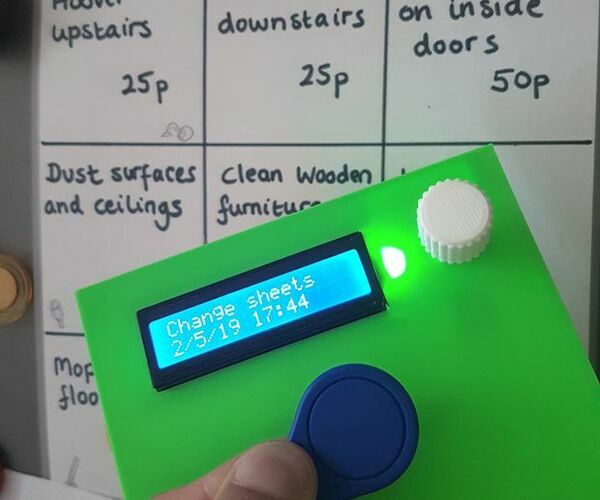 Hoover
upstairs
25p
downstairs
25p
on inside
doors
50p
Dust surfaces
and ceilings
Clean Wooden
furniture
Change sheets
2/5/19 17:44
Mop
floo